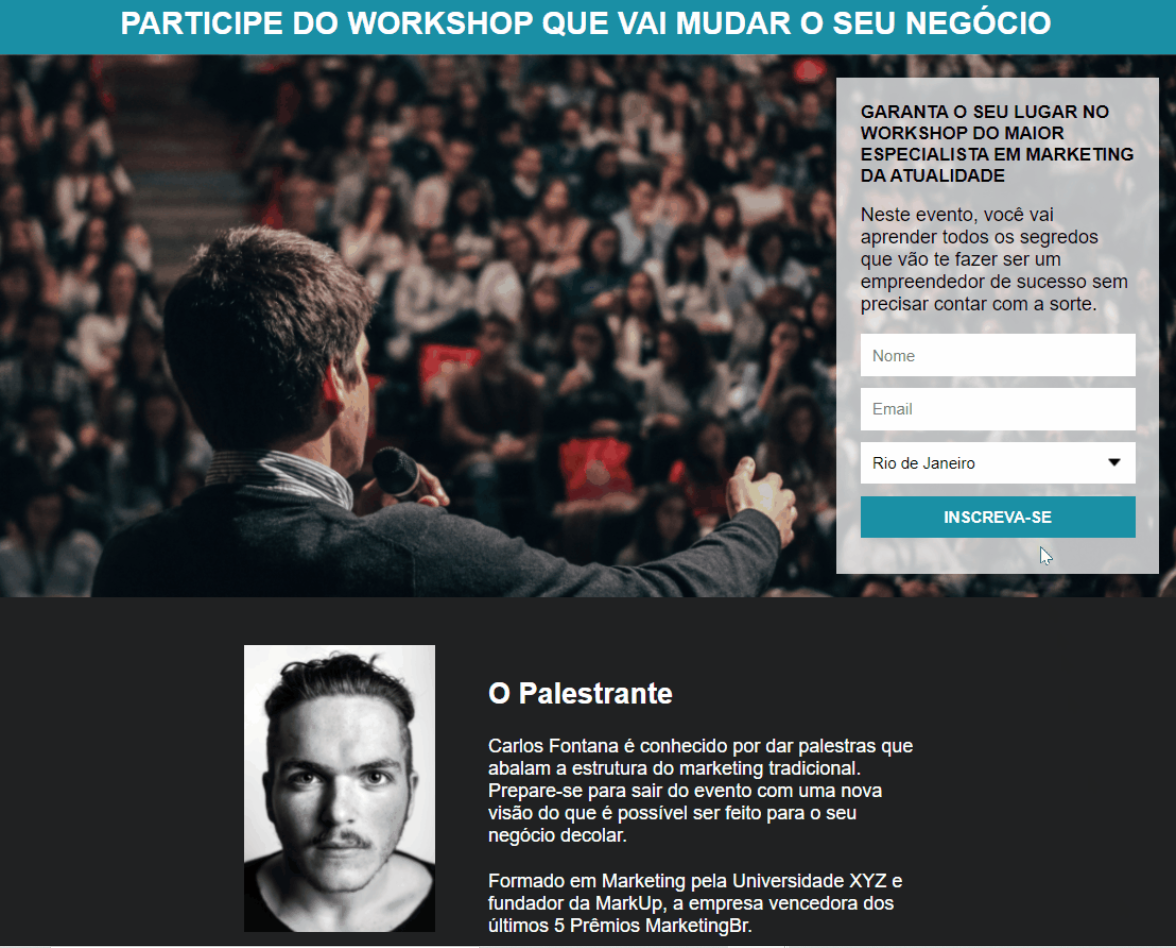 PARTICIPE DO WORKSHOP QUE VAI MUDAR O SEU NEGÓCIO
GARANTA O SEU LUGAR NO
WORKSHOP DO MAIOR
ESPECIALISTA EM MARKETING
DA ATUALIDADE
Neste evento, você vai
aprender todos os segredos
que vão te fazer ser um
empreendedor de sucesso sem
precisar contar com a sorte.
Nome
Email
Rio de Janeiro
INSCREVA-SE
O Palestrante
Carlos Fontana é conhecido por dar palestras que
abalam a estrutura do marketing tradicional.
Prepare-se para sair do evento com uma nova
visão do que é possível ser feito para o seu
negócio decolar.
Formado em Marketing pela Universidade XYZ e
fundador da MarkUp, a empresa vencedora dos
últimos 5 Prêmios MarketingBr.